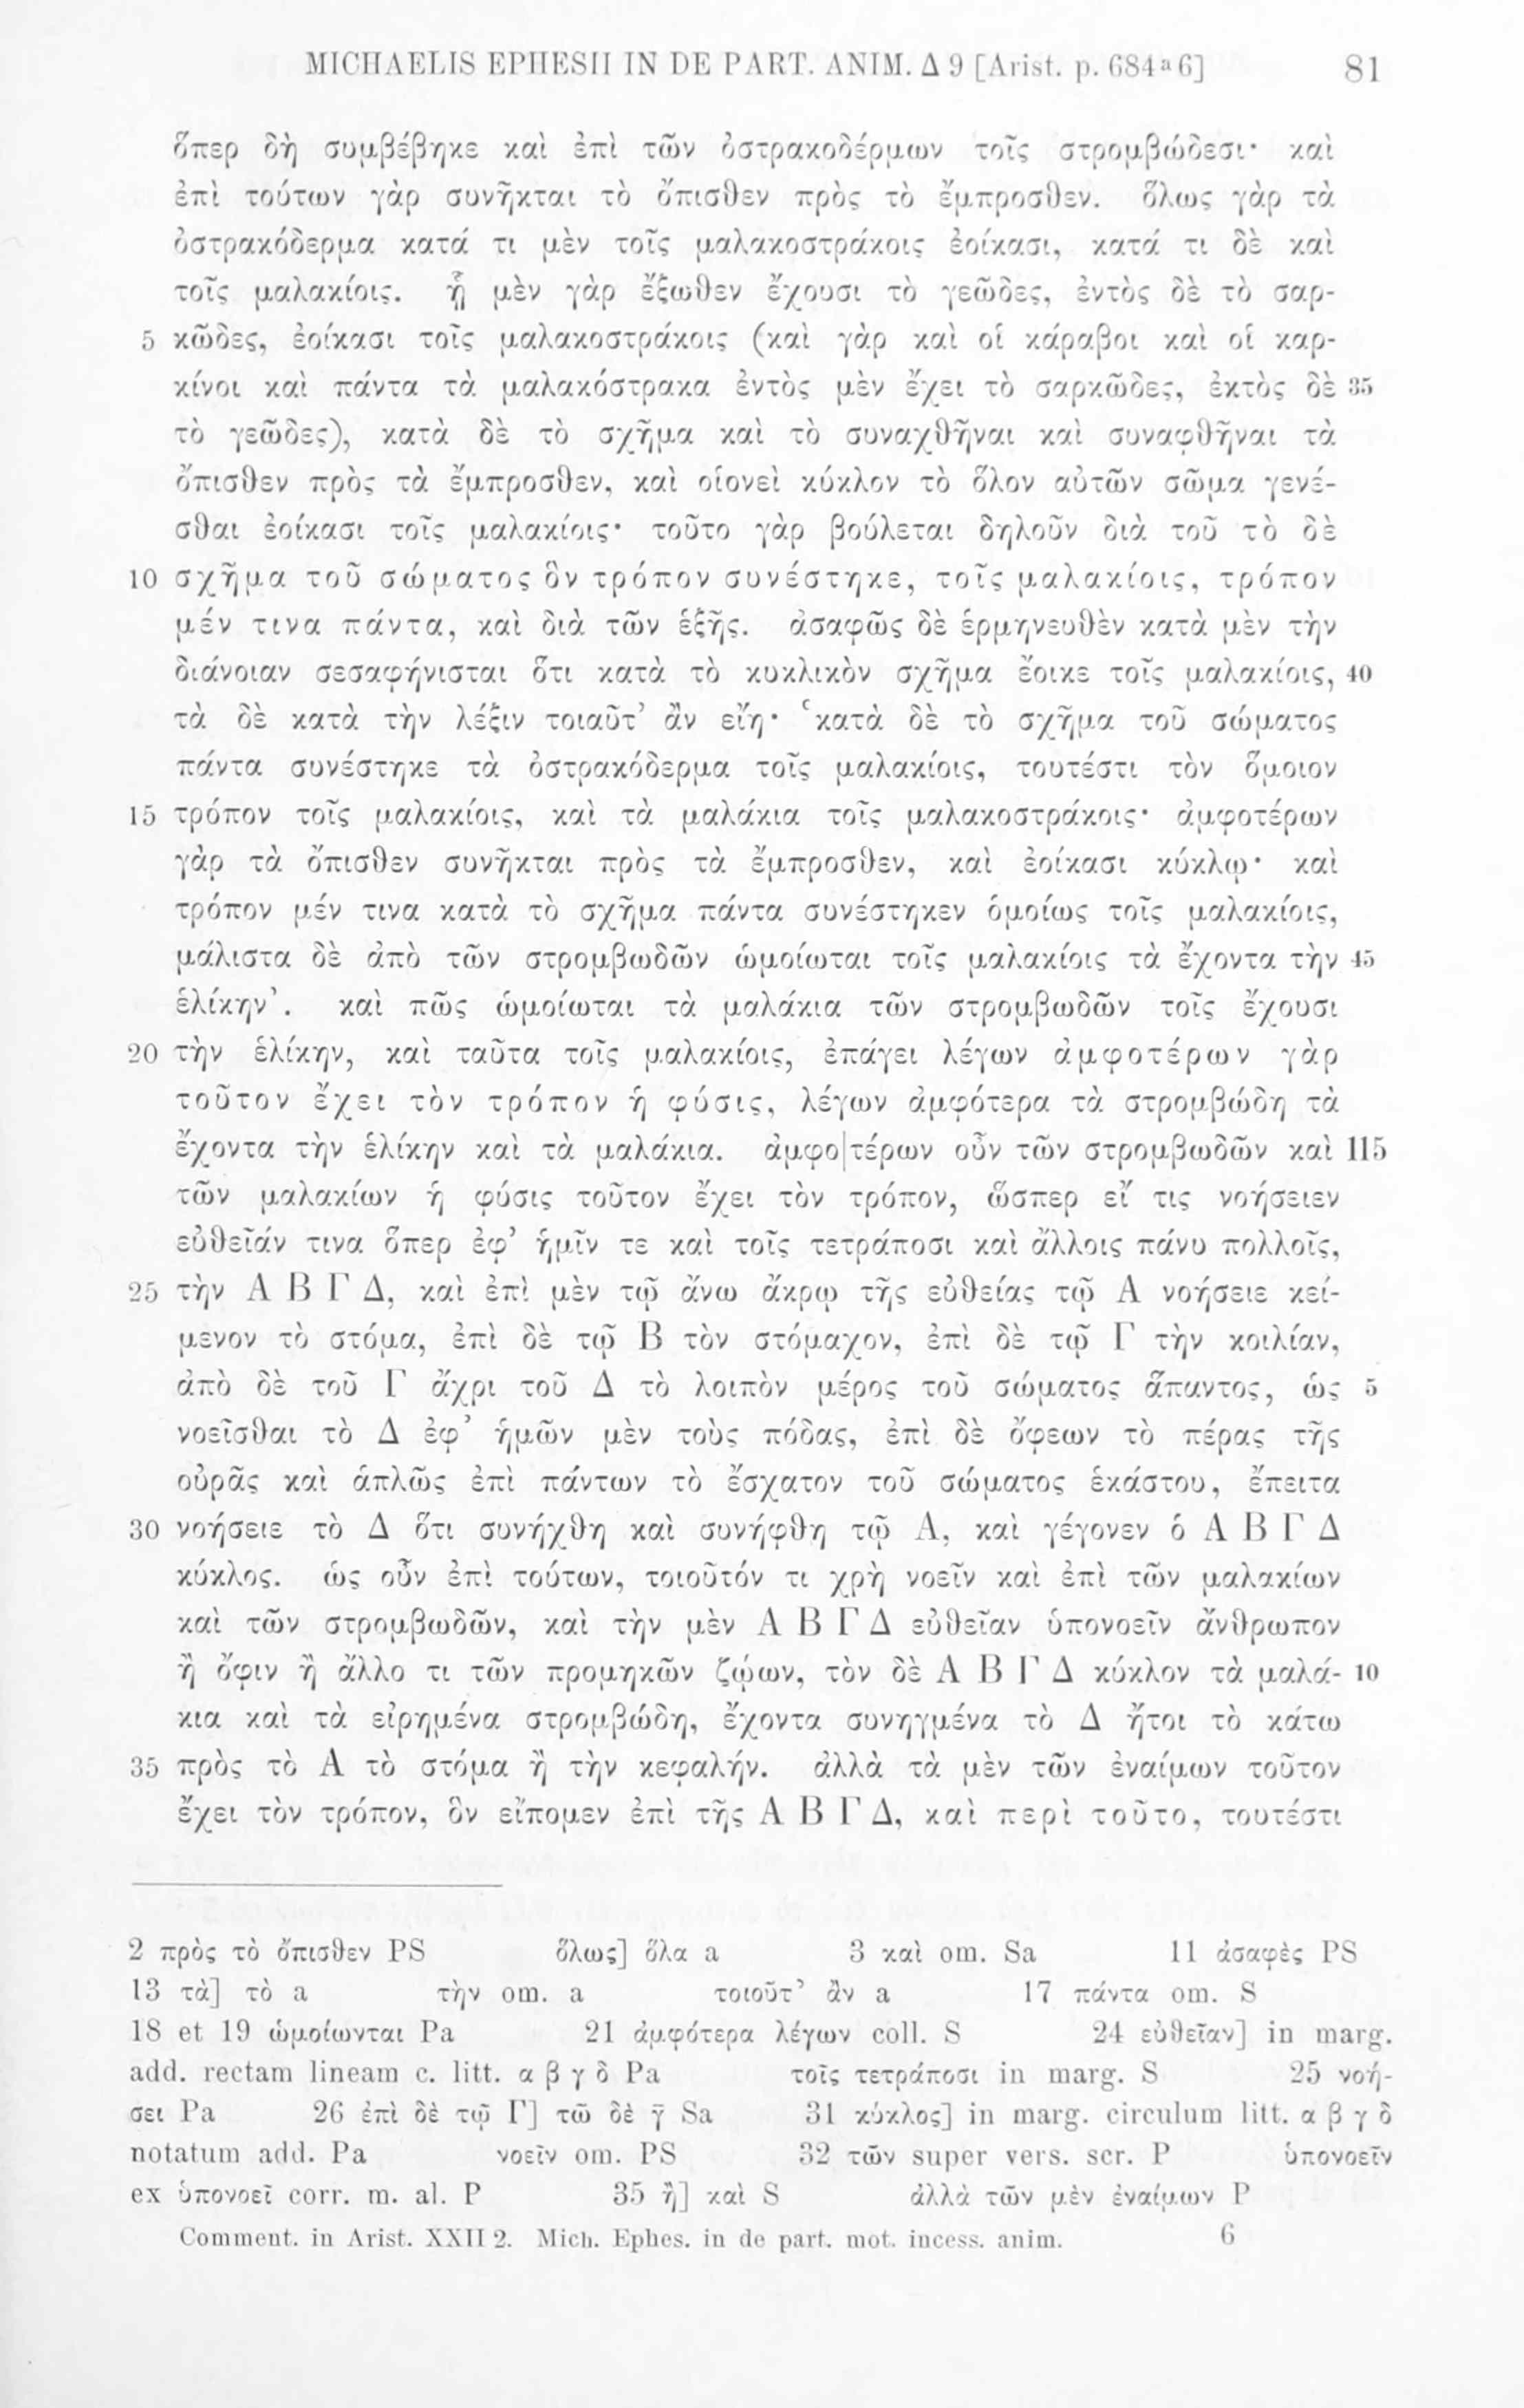 MICHAELIS EPHESII IN DE PART. ANIM. Δ 9 [Arist. p. 684ᵃ 6] 81
ὅπερ δὴ συμβέβηκε καὶ ἐπὶ τῶν ὀστρακοδέρμων τοῖς στρομβώδεσι· καὶ
ἐπὶ τούτων γὰρ συνῆκται τὸ ὄπισθεν πρὸς τὸ ἔμπροσθεν. ὅλως γὰρ τὰ
ὀστρακόδερμα κατά τι μὲν τοῖς μαλακοστράκοις ἐοίκασι, κατά τι δὲ καὶ
τοῖς μαλακίοις. ᾗ μὲν γὰρ ἔξωθεν ἔχουσι τὸ γεῶδες, ἐντὸς δὲ τὸ σαρ-
5 κῶδες, ἐοίκασι τοῖς μαλακοστράκοις (καὶ γὰρ καὶ οἱ κάραβοι καὶ οἱ καρ-
κίνοι καὶ πάντα τὰ μαλακόστρακα ἐντὸς μὲν ἔχει τὸ σαρκῶδες, ἐκτὸς δὲ 35
τὸ γεῶδες), κατὰ δὲ τὸ σχῆμα καὶ τὸ συναχθῆναι καὶ συναφθῆναι τὰ
ὄπισθεν πρὸς τὰ ἔμπροσθεν, καὶ οἱονεὶ κύκλον τὸ ὅλον αὐτῶν σῶμα γενέ-
σθαι ἐοίκασι τοῖς μαλακίοις· τοῦτο γὰρ βούλεται δηλοῦν διὰ τοῦ τὸ δὲ
10 σχῆμα τοῦ σώματος ὃν τρόπον συνέστηκε, τοῖς μαλακίοις, τρόπον
μέν τινα πάντα, καὶ διὰ τῶν ἑξῆς. ἀσαφῶς δὲ ἑρμηνευθὲν κατὰ μὲν τὴν
διάνοιαν σεσαφήνισται ὅτι κατὰ τὸ κυκλικὸν σχῆμα ἔοικε τοῖς μαλακίοις, 40
τὰ δὲ κατὰ τὴν λέξιν τοιαῦτ’ ἂν εἴη· ‘κατὰ δὲ τὸ σχῆμα τοῦ σώματος
πάντα συνέστηκε τὰ ὀστρακόδερμα τοῖς μαλακίοις, τουτέστι τὸν ὅμοιον
15 τρόπον τοῖς μαλακίοις, καὶ τὰ μαλάκια τοῖς μαλακοστράκοις· ἀμφοτέρων
γὰρ τὰ ὄπισθεν συνῆκται πρὸς τὰ ἔμπροσθεν, καὶ ἐοίκασι κύκλῳ· καὶ
τρόπον μέν τινα κατὰ τὸ σχῆμα πάντα συνέστηκεν ὁμοίως τοῖς μαλακίοις,
μάλιστα δὲ ἀπὸ τῶν στρομβωδῶν ὡμοίωται τοῖς μαλακίοις τὰ ἔχοντα τὴν 45
ἑλίκην’. καὶ πῶς ὡμοίωται τὰ μαλάκια τῶν στρομβωδῶν τοῖς ἔχουσι
20 τὴν ἑλίκην, καὶ ταῦτα τοῖς μαλακίοις, ἐπάγει λέγων ἀμφοτέρων γὰρ
τοῦτον ἔχει τὸν τρόπον ἡ φύσις, λέγων ἀμφότερα τὰ στρομβώδη τὰ
ἔχοντα τὴν ἑλίκην καὶ τὰ μαλάκια. ἀμφο|τέρων οὖν τῶν στρομβωδῶν καὶ 115
τῶν μαλακίων ἡ φύσις τοῦτον ἔχει τὸν τρόπον, ὥσπερ εἴ τις νοήσειεν
εὐθεῖάν τινα ὅπερ ἐφ’ ἡμῖν τε καὶ τοῖς τετράποσι καὶ ἄλλοις πάνυ πολλοῖς,
25 τὴν Α Β Γ Δ, καὶ ἐπὶ μὲν τῷ ἄνω ἄκρῳ τῆς εὐθείας τῷ Α νοήσειε κεί-
μενον τὸ στόμα, ἐπὶ δὲ τῷ Β τὸν στόμαχον, ἐπὶ δὲ τῷ Γ τὴν κοιλίαν,
ἀπὸ δὲ τοῦ Γ ἄχρι τοῦ Δ τὸ λοιπὸν μέρος τοῦ σώματος ἅπαντος, ὡς 5
νοεῖσθαι τὸ Δ ἐφ’ ἡμῶν μὲν τοὺς πόδας, ἐπὶ δὲ ὄφεων τὸ πέρας τῆς
οὐρᾶς καὶ ἁπλῶς ἐπὶ πάντων τὸ ἔσχατον τοῦ σώματος ἑκάστου, ἔπειτα
30 νοήσειε τὸ Δ ὅτι συνήχθη καὶ συνήφθη τῷ Α, καὶ γέγονεν ὁ Α Β Γ Δ
κύκλος. ὡς οὖν ἐπὶ τούτων, τοιοῦτόν τι χρὴ νοεῖν καὶ ἐπὶ τῶν μαλακίων
καὶ τῶν στρομβωδῶν, καὶ τὴν μὲν Α Β Γ Δ εὐθεῖαν ὑπονοεῖν ἄνθρωπον
ἢ ὄφιν ἢ ἄλλο τι τῶν προμηκῶν ζῴων, τὸν δὲ Α Β Γ Δ κύκλον τὰ μαλά- 10
κια καὶ τὰ εἰρημένα στρομβώδη, ἔχοντα συνηγμένα τὸ Δ ἤτοι τὸ κάτω
35 πρὸς τὸ Α τὸ στόμα ἢ τὴν κεφαλήν. ἀλλὰ τὰ μὲν τῶν ἐναίμων τοῦτον
ἔχει τὸν τρόπον, ὃν εἴπομεν ἐπὶ τῆς Α Β Γ Δ, καὶ περὶ τοῦτο, τουτέστι
2 πρὸς τὸ ὄπισθεν PS ὅλως] ὅλα a 3 καὶ om. Sa 11 ἀσαφὲς PS
13 τὰ] τὸ a τὴν om. a τοιοῦτ’ ἂν a 17 πάντα om. S
18 et 19 ὡμοίωνται Pa 21 ἀμφότερα λέγων coll. S 24 εὐθεῖαν] in marg.
add. rectam lineam c. litt. α β γ δ Pa τοῖς τετράποσι in marg. S 25 νοή-
σει Pa 26 ἐπὶ δὲ τῷ Γ] τῶ δὲ γ̄ Sa 31 κύκλος] in marg. circulum litt. α β γ δ
notatum add. Pa νοεῖν om. PS 32 τῶν super vers. scr. P ὑπονοεῖν
ex ὑπονοεῖ corr. m. al. P 35 ἢ] καὶ S ἀλλὰ τῶν μὲν ἐναίμων P
Comment. in Arist. XXII 2. Mich. Ephes. in de part. mot. incess. anim. 6